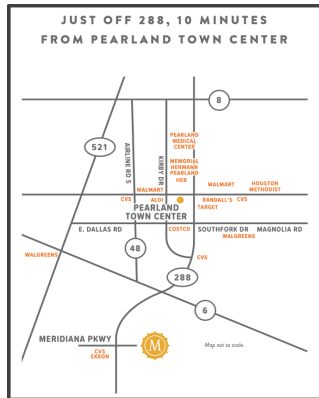 JUST OFF 288, 10 MINUTES
FROM PEARLAND TOWN CENTER
8
521
AIRLINE RD S
KIRBY DR
PEARLAND
MEDICAL
CENTER
MEMORIAL
HERMANN
PEARLAND
HEB
WALMART
WALMART
HOUSTON
METHODIST
CVS
ALDI
RANDALL'S
CVS
PEARLAND
TOWN CENTER
TARGET
E. DALLAS RD
COSTCO
SOUTHFORK DR
MAGNOLIA RD
WALGREENS
48
WALGREENS
CVS
288
6
MERIDIANA PKWY
M
Map not to scale.
CVS
EXXON